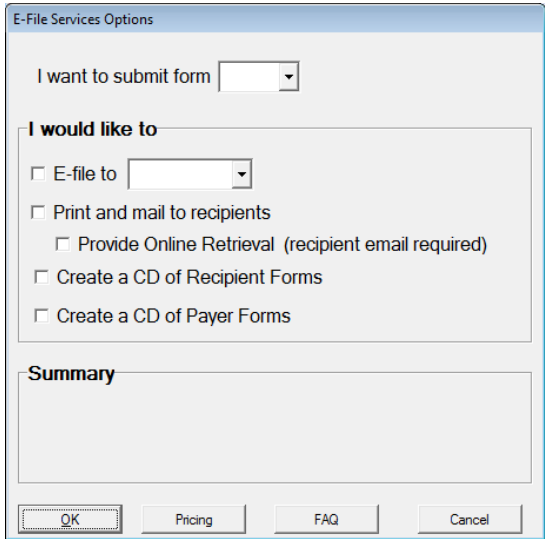 E-File Services Options
I want to submit form
I would like to
E-file to
Print and mail to recipients
Provide Online Retrieval (recipient email required)
Create a CD of Recipient Forms
Create a CD of Payer Forms
Summary
OK Pricing FAQ Cancel